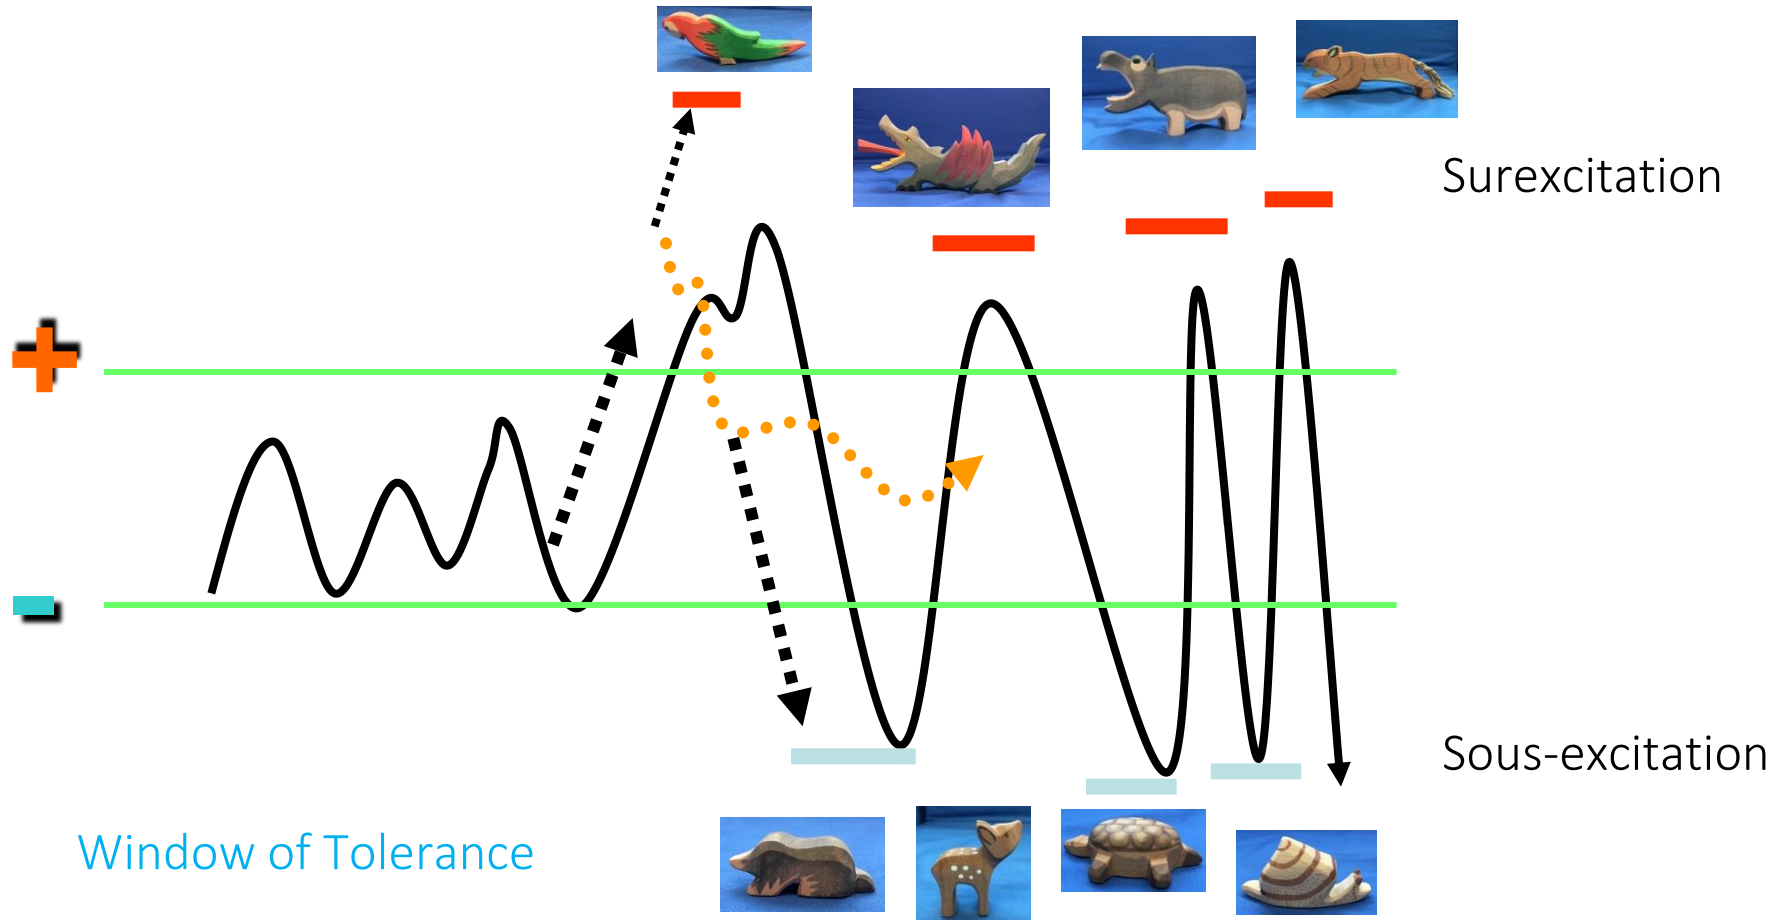 Surexcitation
+
-
Sous-excitation
Window of Tolerance